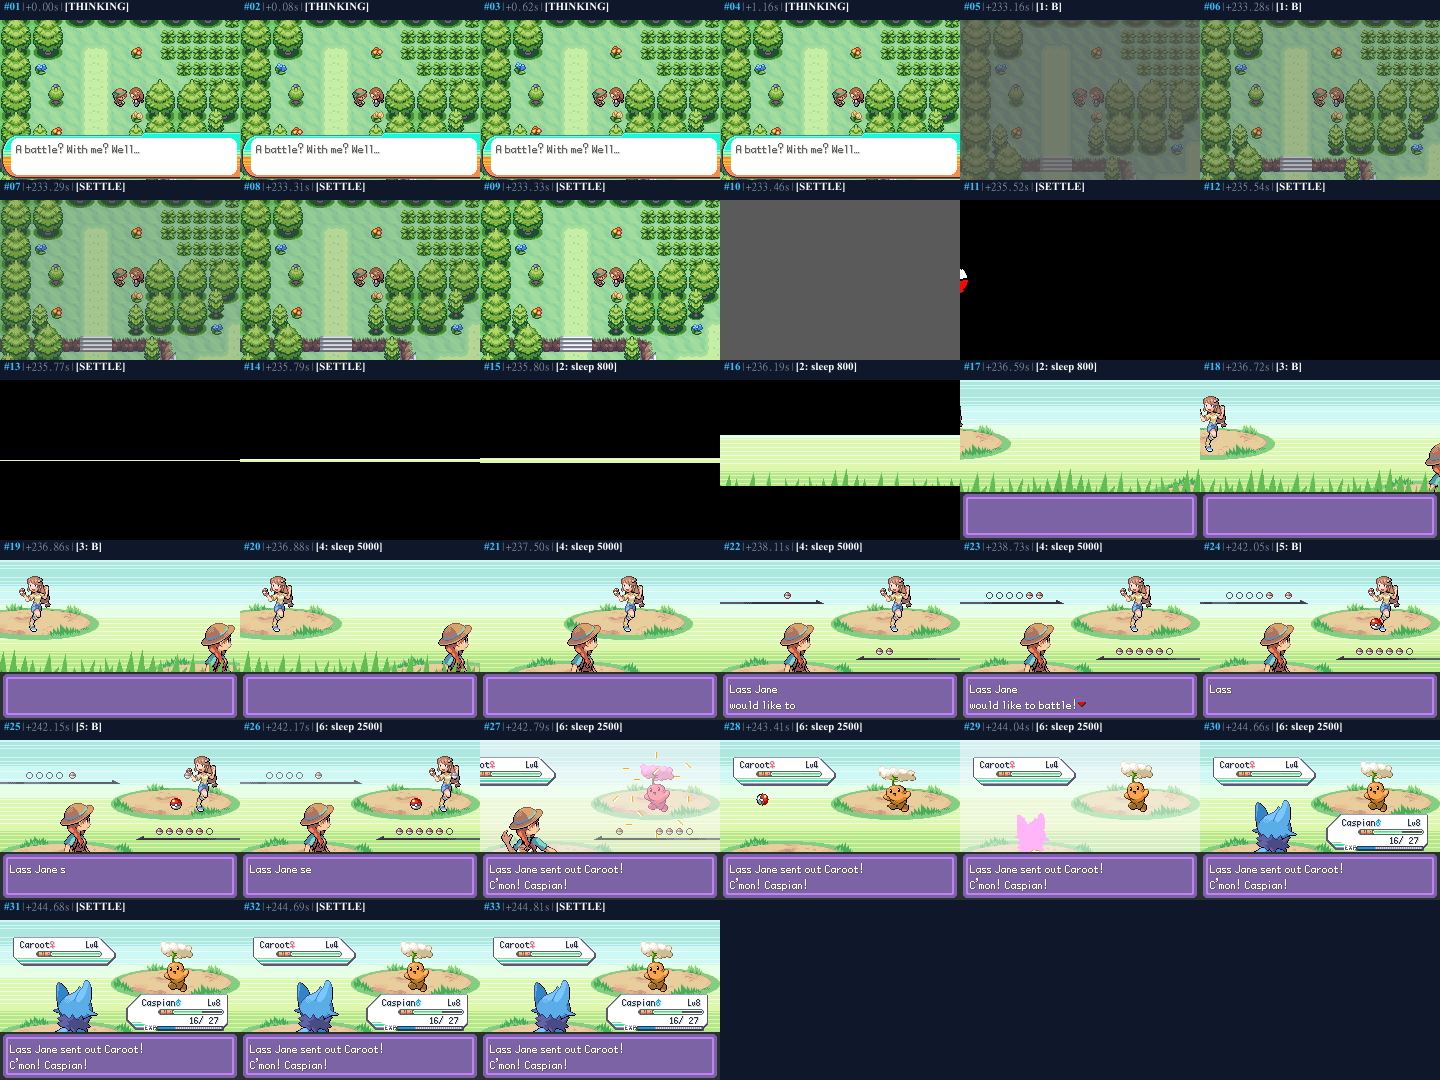 #01 | +0.00s | [THINKING]
#02 | +0.08s | [THINKING]
#03 | +0.62s | [THINKING]
#04 | +1.16s | [THINKING]
#05 | +233.16s | [1: B]
#06 | +233.28s | [1: B]
A battle? With me? Well...
A battle? With me? Well...
A battle? With me? Well...
A battle? With me? Well...
#07 | +233.29s | [SETTLE]
#08 | +233.31s | [SETTLE]
#09 | +233.33s | [SETTLE]
#10 | +233.46s | [SETTLE]
#11 | +235.52s | [SETTLE]
#12 | +235.54s | [SETTLE]
#13 | +235.77s | [SETTLE]
#14 | +235.79s | [SETTLE]
#15 | +235.80s | [2: sleep 800]
#16 | +236.19s | [2: sleep 800]
#17 | +236.59s | [2: sleep 800]
#18 | +236.72s | [3: B]
#19 | +236.86s | [3: B]
#20 | +236.88s | [4: sleep 5000]
#21 | +237.50s | [4: sleep 5000]
#22 | +238.11s | [4: sleep 5000]
#23 | +238.73s | [4: sleep 5000]
#24 | +242.05s | [5: B]
Lass Jane
would like to
Lass Jane
would like to battle!
Lass
#25 | +242.15s | [5: B]
#26 | +242.17s | [6: sleep 2500]
#27 | +242.79s | [6: sleep 2500]
#28 | +243.41s | [6: sleep 2500]
#29 | +244.04s | [6: sleep 2500]
#30 | +244.66s | [6: sleep 2500]
Lass Jane s
Lass Jane se
ot♀ Lv4
Lass Jane sent out Caroot!
C'mon! Caspian!
Caroot♀ Lv4
Lass Jane sent out Caroot!
C'mon! Caspian!
Caroot♀ Lv4
Lass Jane sent out Caroot!
C'mon! Caspian!
Caroot♀ Lv4
Caspian♂ Lv8
16/ 27
EXP
Lass Jane sent out Caroot!
C'mon! Caspian!
#31 | +244.68s | [SETTLE]
#32 | +244.69s | [SETTLE]
#33 | +244.81s | [SETTLE]
Caroot♀ Lv4
Caspian♂ Lv8
16/ 27
EXP
Lass Jane sent out Caroot!
C'mon! Caspian!
Caroot♀ Lv4
Caspian♂ Lv8
16/ 27
EXP
Lass Jane sent out Caroot!
C'mon! Caspian!
Caroot♀ Lv4
Caspian♂ Lv8
16/ 27
EXP
Lass Jane sent out Caroot!
C'mon! Caspian!